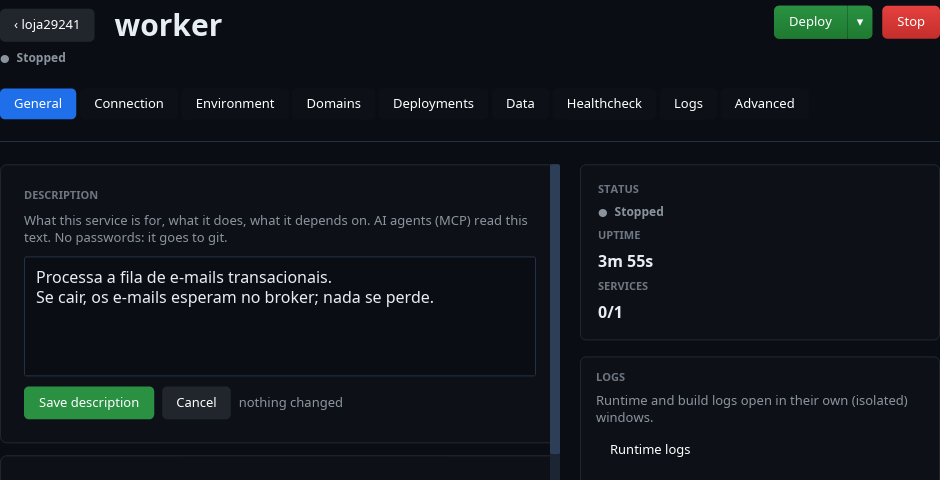 ‹ loja29241
worker
Deploy ▼
Stop
Stopped
General
Connection
Environment
Domains
Deployments
Data
Healthcheck
Logs
Advanced
DESCRIPTION
What this service is for, what it does, what it depends on. AI agents (MCP) read this
text. No passwords: it goes to git.
Processa a fila de e-mails transacionais.
Se cair, os e-mails esperam no broker; nada se perde.
Save description
Cancel
nothing changed
STATUS
Stopped
UPTIME
3m 55s
SERVICES
0/1
LOGS
Runtime and build logs open in their own (isolated)
windows.
Runtime logs